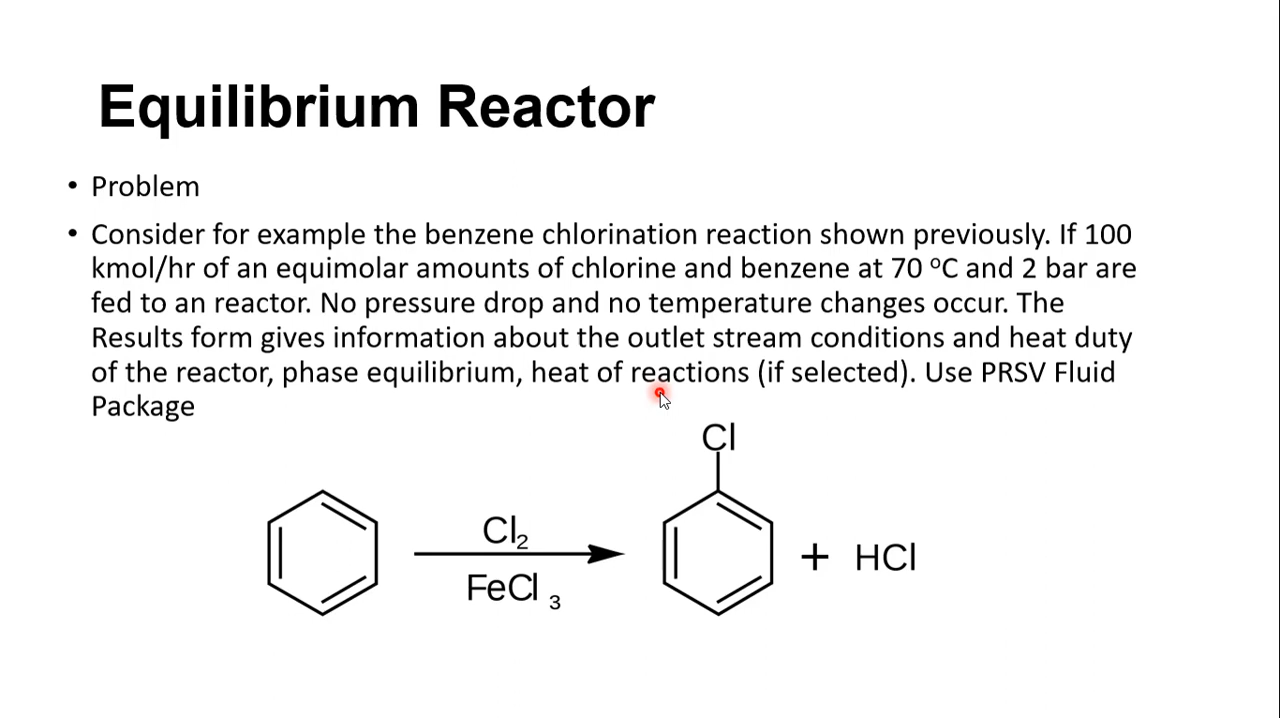 Equilibrium Reactor
• Problem
• Consider for example the benzene chlorination reaction shown previously. If 100
kmol/hr of an equimolar amounts of chlorine and benzene at 70 ºC and 2 bar are
fed to an reactor. No pressure drop and no temperature changes occur. The
Results form gives information about the outlet stream conditions and heat duty
of the reactor, phase equilibrium, heat of reactions (if selected). Use PRSV Fluid
Package
Cl
Cl₂
FeCl ₃
+ HCl